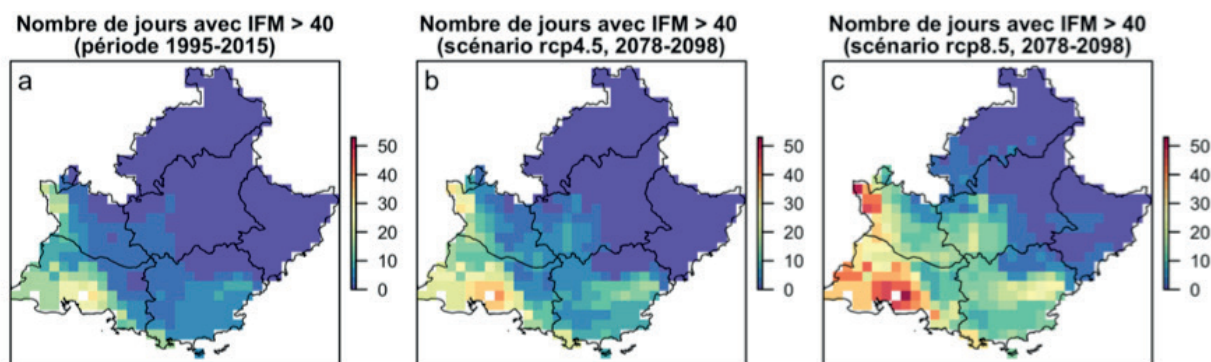 Nombre de jours avec IFM > 40
(période 1995-2015)
a
50
40
30
20
10
0
Nombre de jours avec IFM > 40
(scénario rcp4.5, 2078-2098)
b
50
40
30
20
10
0
Nombre de jours avec IFM > 40
(scénario rcp8.5, 2078-2098)
c
50
40
30
20
10
0